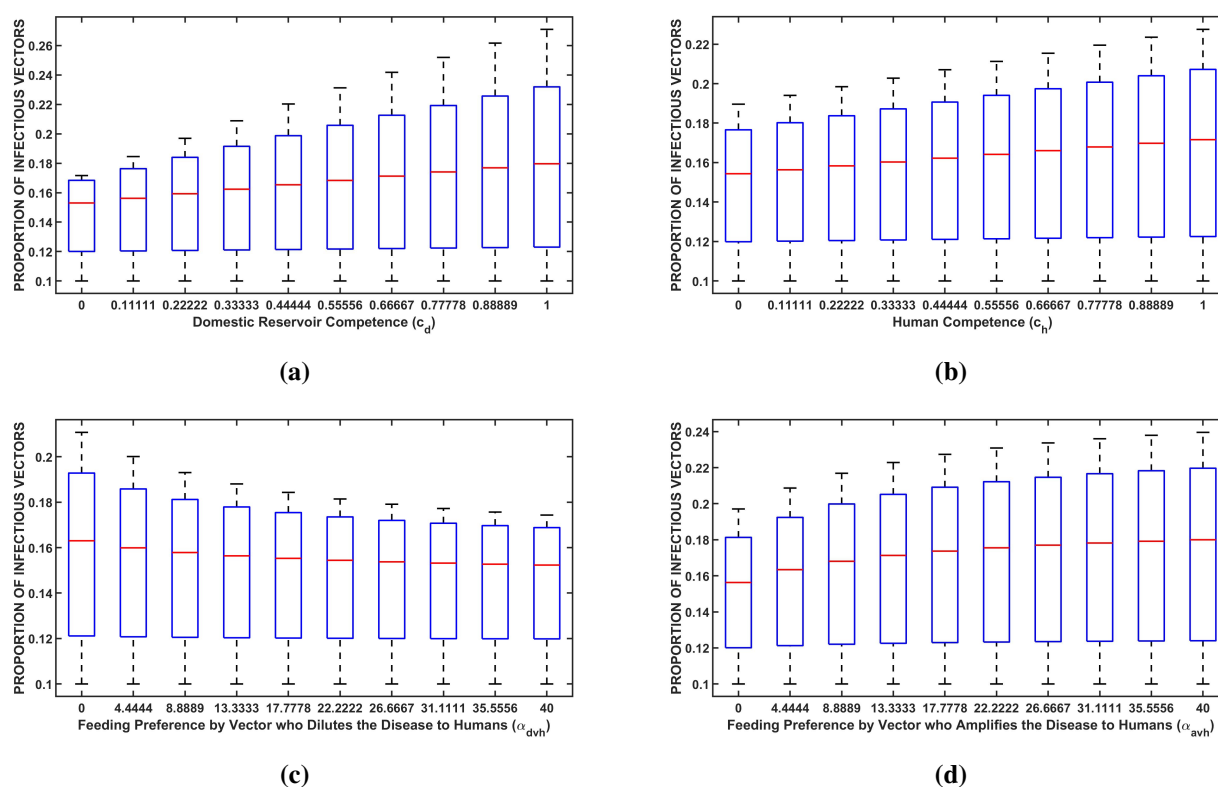 PROPORTION OF INFECTIOUS VECTORS
0.26
0.24
0.22
0.2
0.18
0.16
0.14
0.12
0.1
0 0.11111 0.22222 0.33333 0.44444 0.55556 0.66667 0.77778 0.88889 1
Domestic Reservoir Competence (c_d)
(a)
PROPORTION OF INFECTIOUS VECTORS
0.22
0.2
0.18
0.16
0.14
0.12
0.1
0 0.11111 0.22222 0.33333 0.44444 0.55556 0.66667 0.77778 0.88889 1
Human Competence (c_h)
(b)
PROPORTION OF INFECTIOUS VECTORS
0.2
0.18
0.16
0.14
0.12
0.1
0 4.4444 8.8889 13.3333 17.7778 22.2222 26.6667 31.1111 35.5556 40
Feeding Preference by Vector who Dilutes the Disease to Humans (α_dvh)
(c)
PROPORTION OF INFECTIOUS VECTORS
0.24
0.22
0.2
0.18
0.16
0.14
0.12
0.1
0 4.4444 8.8889 13.3333 17.7778 22.2222 26.6667 31.1111 35.5556 40
Feeding Preference by Vector who Amplifies the Disease to Humans (α_avh)
(d)